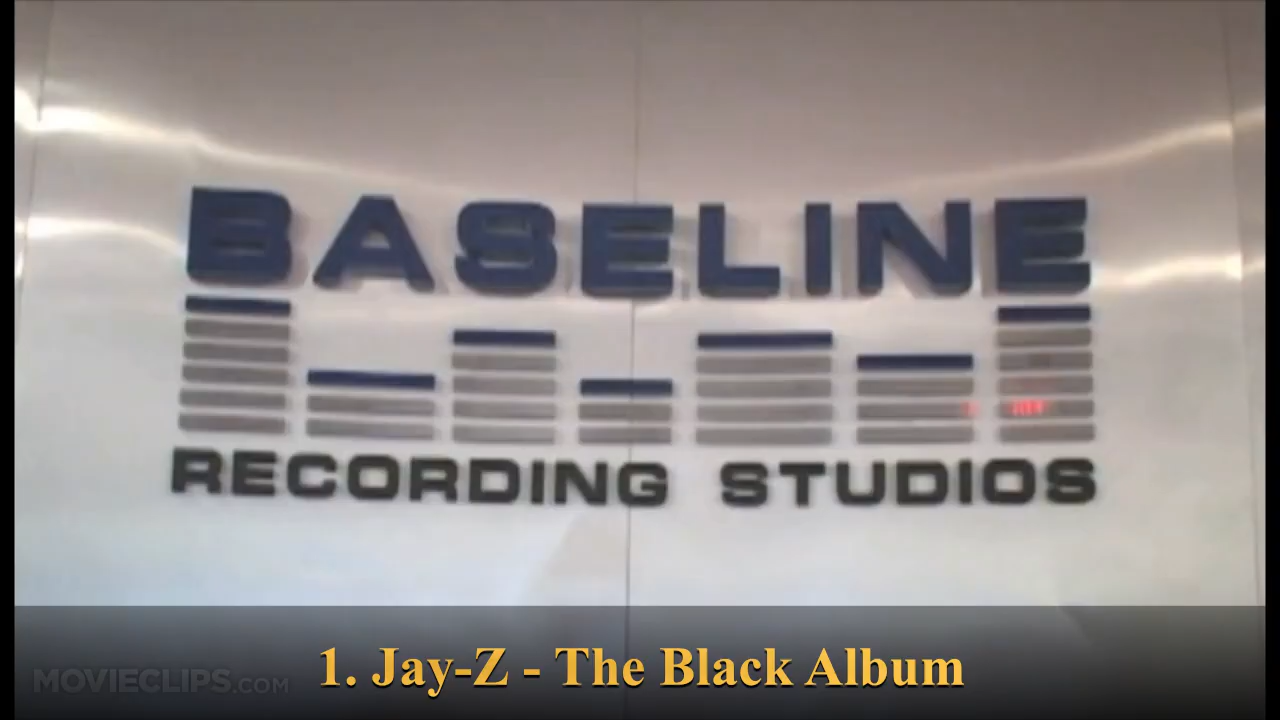 BASELINE
RECORDING STUDIOS
1. Jay-Z - The Black Album
MOVIECLIPS.COM